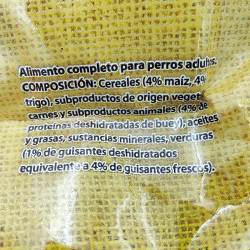 Alimento completo para perros adultos.
COMPOSICIÓN: Cereales (4% maíz, 4%
trigo), subproductos de origen veget
carnes y subproductos animales (4% de
proteínas deshidratadas de buey), aceites
y grasas, sustancias minerales, verduras
(1% de guisantes deshidratados
equivalente a 4% de guisantes frescos).